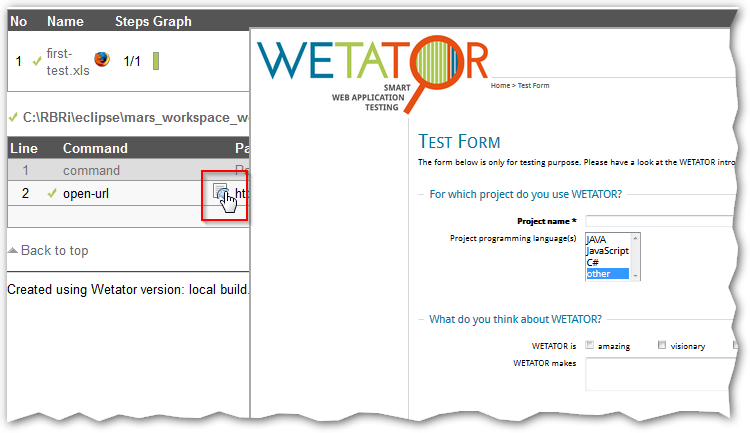 No Name Steps Graph
1 first-test.xls 1/1
C:\RBRi\eclipse\mars_workspace_we
Line Command Pa
1 command
2 open-url htt
Back to top
Created using Wetator version: local build.
WETATOR
SMART
WEB APPLICATION
TESTING
Home > Test Form
TEST FORM
The form below is only for testing purpose. Please have a look at the WETATOR intro
For which project do you use WETATOR?
Project name *
Project programming language(s)
JAVA
JavaScript
C#
other
What do you think about WETATOR?
WETATOR is amazing visionary
WETATOR makes